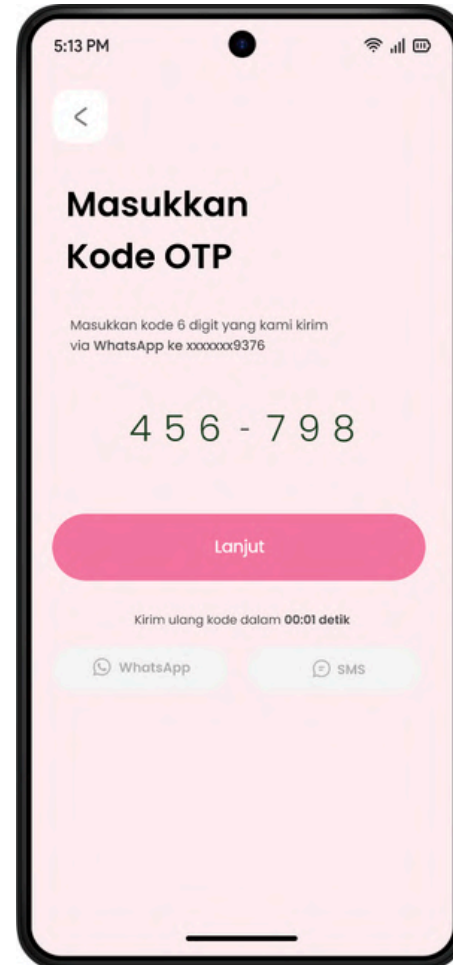 5:13 PM
Masukkan
Kode OTP
Masukkan kode 6 digit yang kami kirim
via WhatsApp ke xxxxxxx9376
456-798
Lanjut
Kirim ulang kode dalam 00:01 detik
WhatsApp SMS